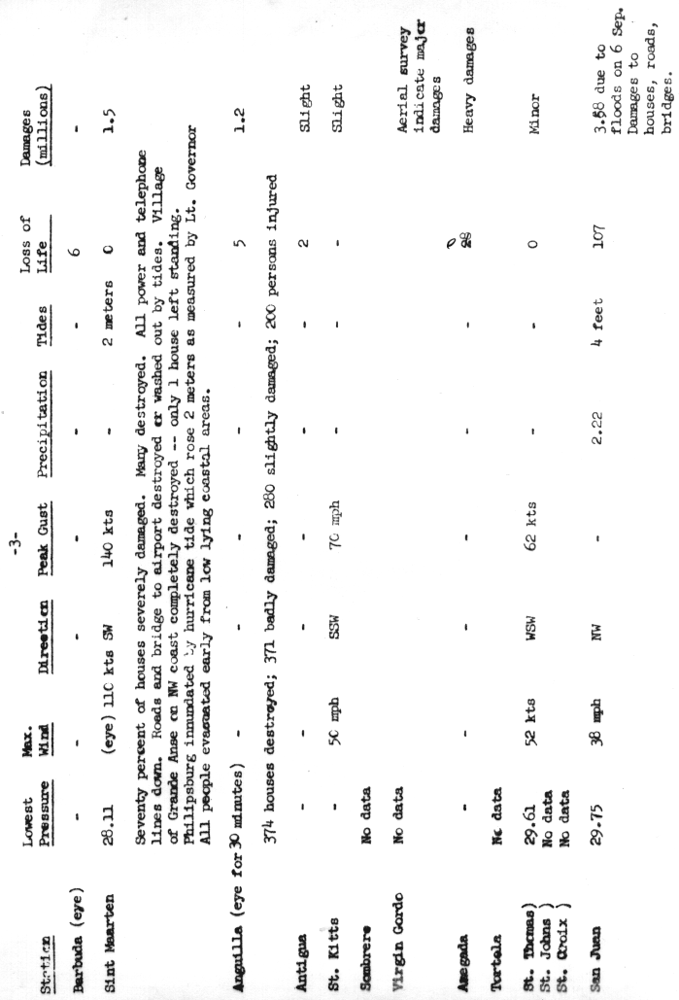 -3-
Lowest Max. Loss of Damages
Station Pressure Wind Direction Peak Gust Precipitation Tides Life (millions)
Barbuda (eye) - - - - - - 6 -
Sint Maarten 28.11 (eye) 110 kts SW 140 kts - 2 meters 0 1.5
Seventy percent of houses severely damaged. Many destroyed. All power and telephone
lines down. Roads and bridge to airport destroyed or washed out by tides. Village
of Grande Anse on NW coast completely destroyed -- only 1 house left standing.
Philipsburg innundated by hurricane tide which rose 2 meters as measured by Lt. Governor
All people evacuated early from low lying coastal areas.
Anguilla (eye for 30 minutes) - - - - - 5 1.2
374 houses destroyed; 371 badly damaged; 280 slightly damaged; 200 persons injured
Antigua - - - - - - 2 Slight
St. Kitts - 50 mph SSW 70 mph - - - Slight
Sombrero No data
Virgin Gordo No data Aerial survey
indicate major
damages
Anegada - - - - - - 0 Heavy damages
Tortola No data
St. Thomas) 29.61 52 kts WSW 62 kts - - 0 Minor
St. Johns ) No data
St. Croix ) No data
San Juan 29.75 38 mph NW - 2.22 4 feet 107 3.58 due to
floods on 6 Sep.
Damages to
houses, roads,
bridges.